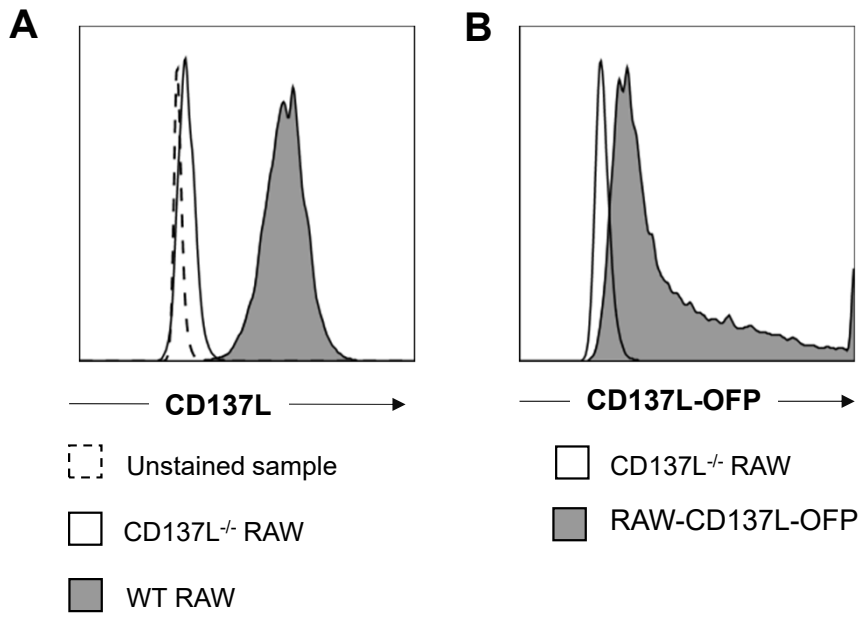 A
B
CD137L
CD137L-OFP
Unstained sample
CD137L-/- RAW
WT RAW
CD137L-/- RAW
RAW-CD137L-OFP